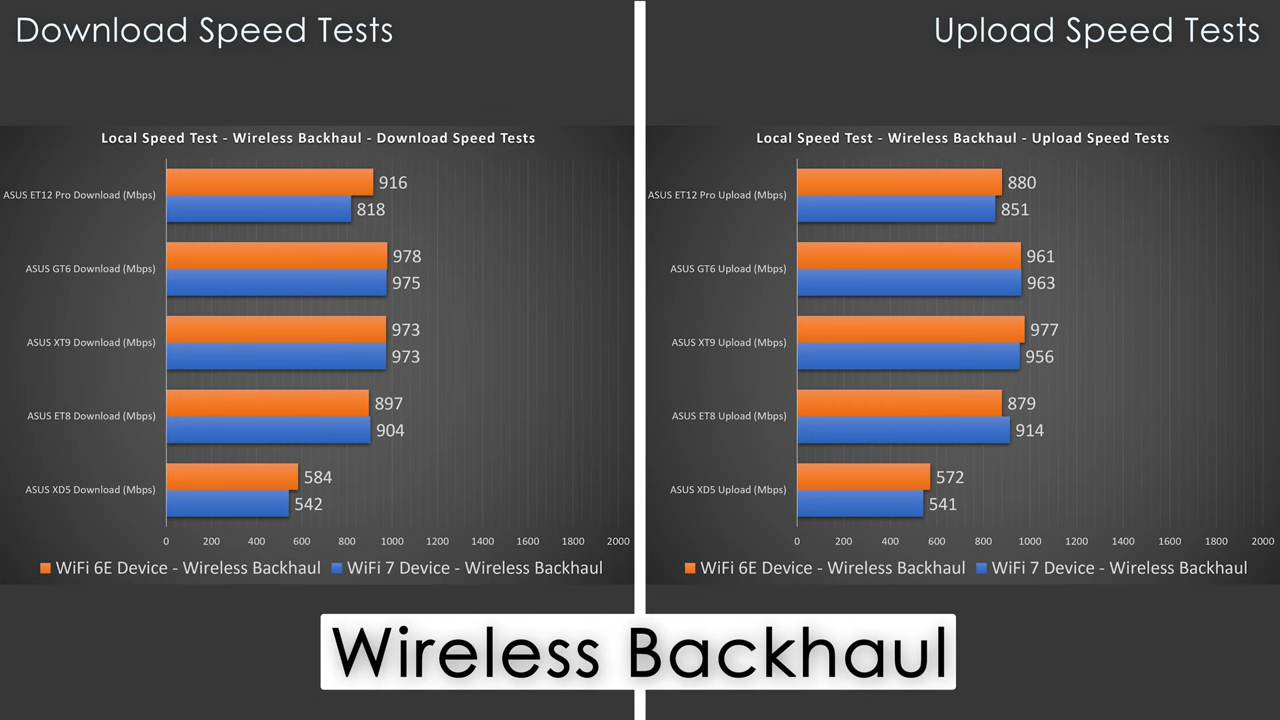 Download Speed Tests
Upload Speed Tests
Local Speed Test - Wireless Backhaul - Download Speed Tests
ASUS ET12 Pro Download (Mbps)
916
818
ASUS GT6 Download (Mbps)
978
975
ASUS XT9 Download (Mbps)
973
973
ASUS ET8 Download (Mbps)
897
904
ASUS XD5 Download (Mbps)
584
542
0 200 400 600 800 1000 1200 1400 1600 1800 2000
WiFi 6E Device - Wireless Backhaul WiFi 7 Device - Wireless Backhaul
Local Speed Test - Wireless Backhaul - Upload Speed Tests
ASUS ET12 Pro Upload (Mbps)
880
851
ASUS GT6 Upload (Mbps)
961
963
ASUS XT9 Upload (Mbps)
977
956
ASUS ET8 Upload (Mbps)
879
914
ASUS XD5 Upload (Mbps)
572
541
0 200 400 600 800 1000 1200 1400 1600 1800 2000
WiFi 6E Device - Wireless Backhaul WiFi 7 Device - Wireless Backhaul
Wireless Backhaul